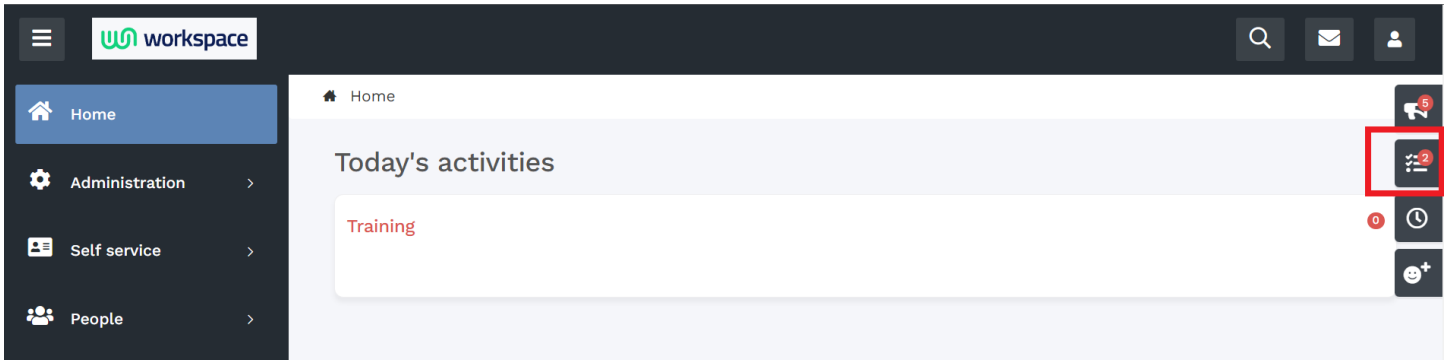 workspace
Home
Administration
Self service
People
Home
Today's activities
Training
0
5
2